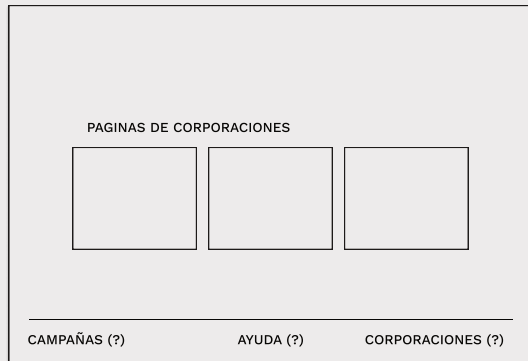 PAGINAS DE CORPORACIONES
CAMPAÑAS (?) AYUDA (?) CORPORACIONES (?)